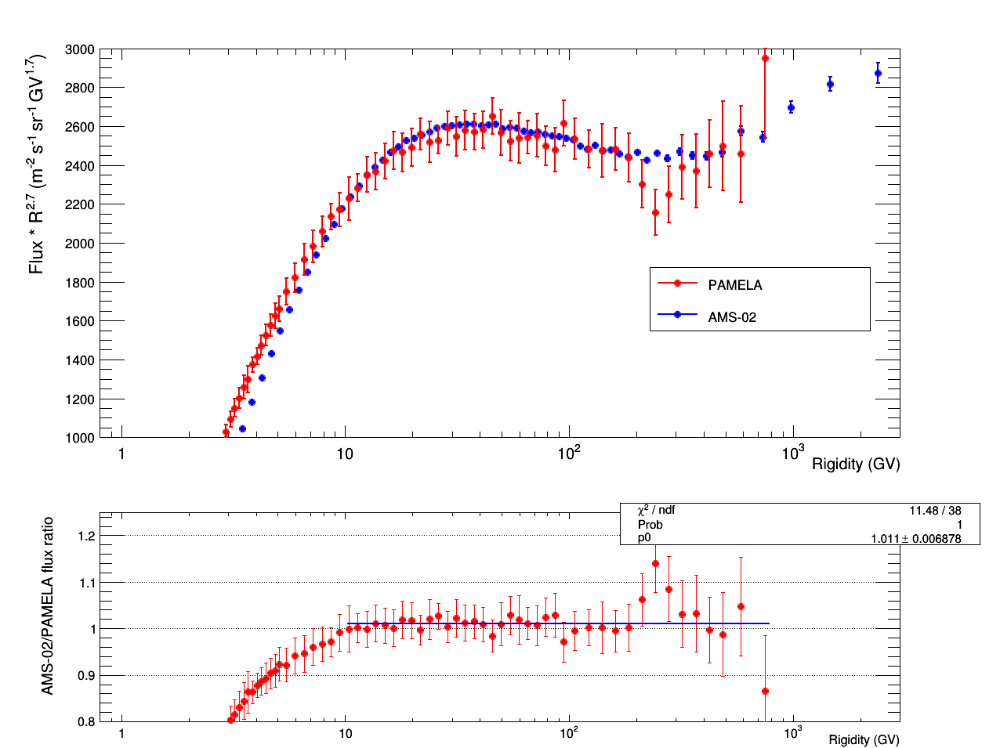 3000
2800
2600
2400
2200
2000
1800
1600
1400
1200
1000
Flux * R^2.7 (m^-2 s^-1 sr^-1 GV^1.7)
PAMELA
AMS-02
1 10 10^2 10^3
Rigidity (GV)
χ^2 / ndf 11.48 / 38
Prob 1
p0 1.011 ± 0.006878
1.2
1.1
1
0.9
0.8
AMS-02/PAMELA flux ratio
1 10 10^2 10^3
Rigidity (GV)